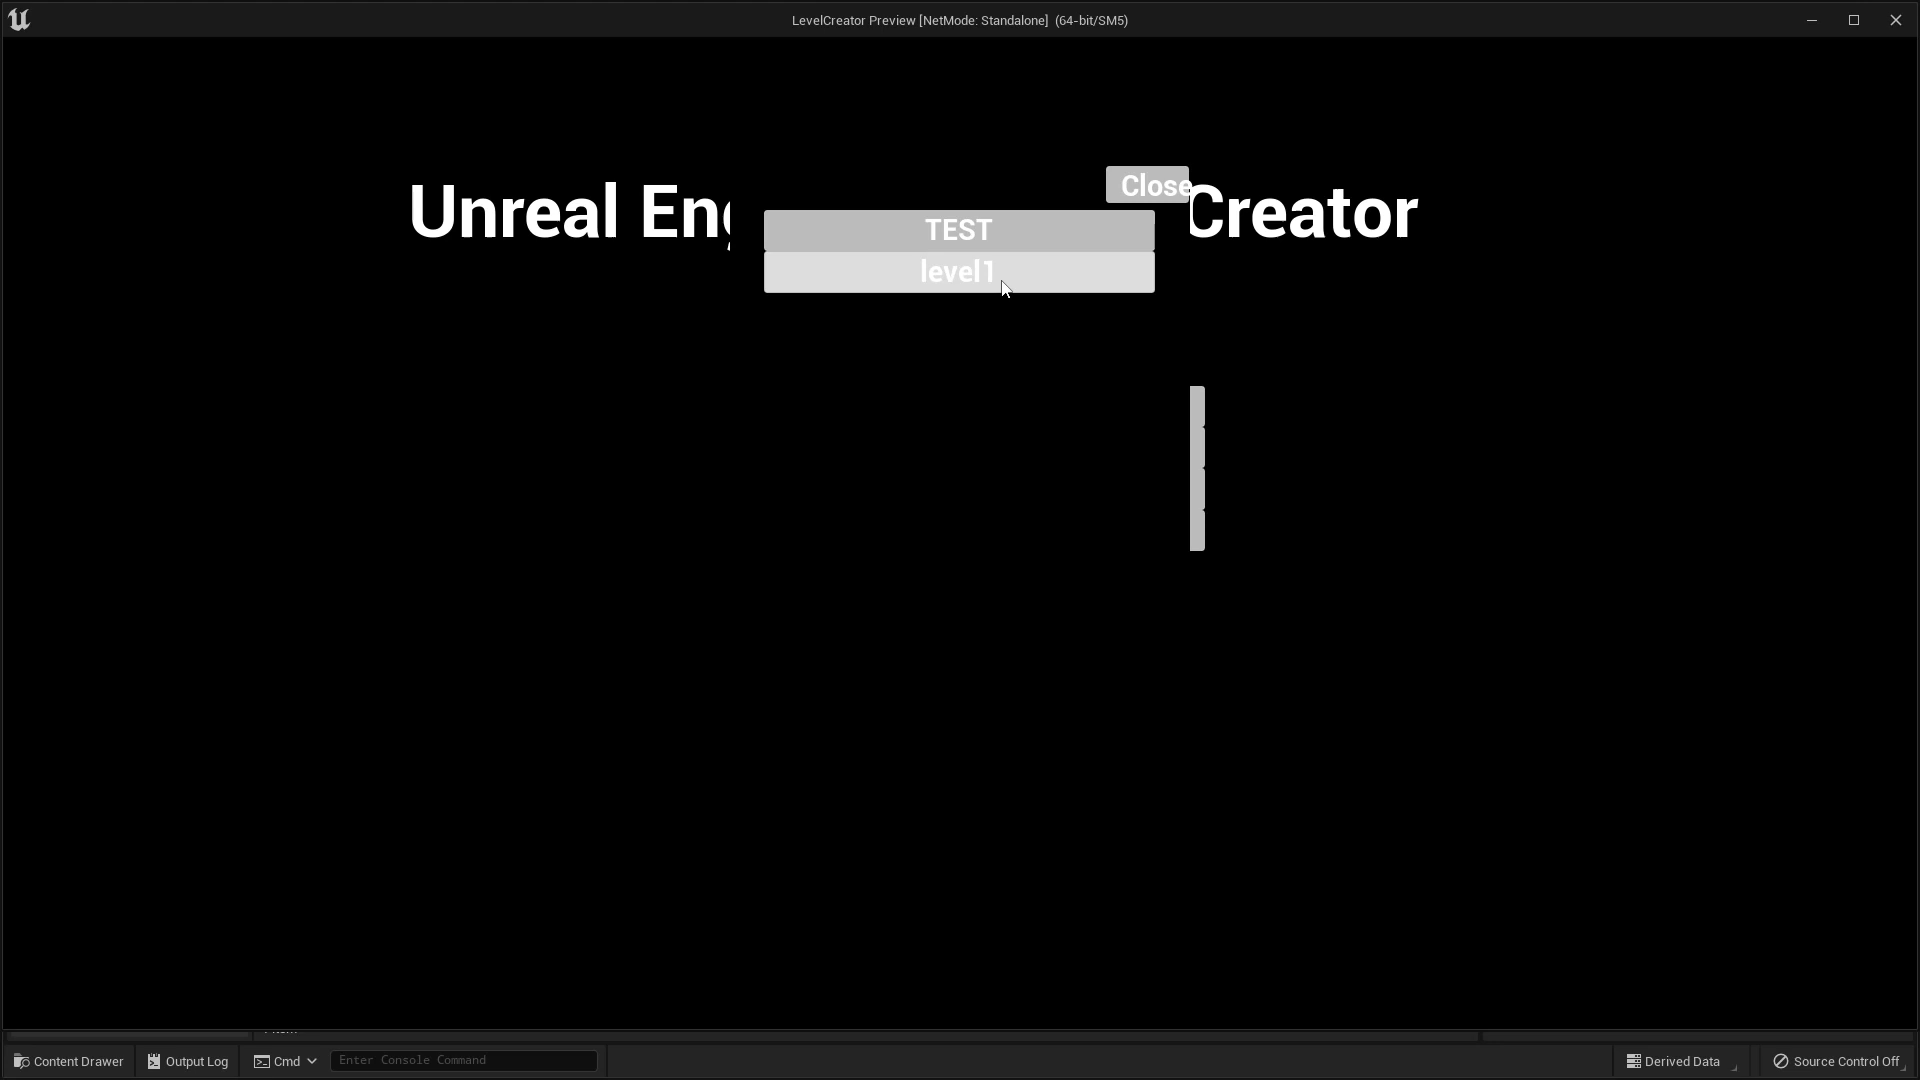 LevelCreator Preview [NetMode: Standalone] (64-bit/SM5)
Close
Unreal Eng Creator
TEST
level1
Content Drawer
Output Log
Cmd
Enter Console Command
Derived Data
Source Control Off